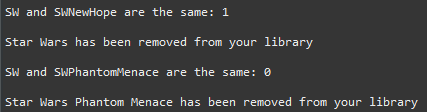 SW and SWNewHope are the same: 1
Star Wars has been removed from your library
SW and SWPhantomMenace are the same: 0
Star Wars Phantom Menace has been removed from your library